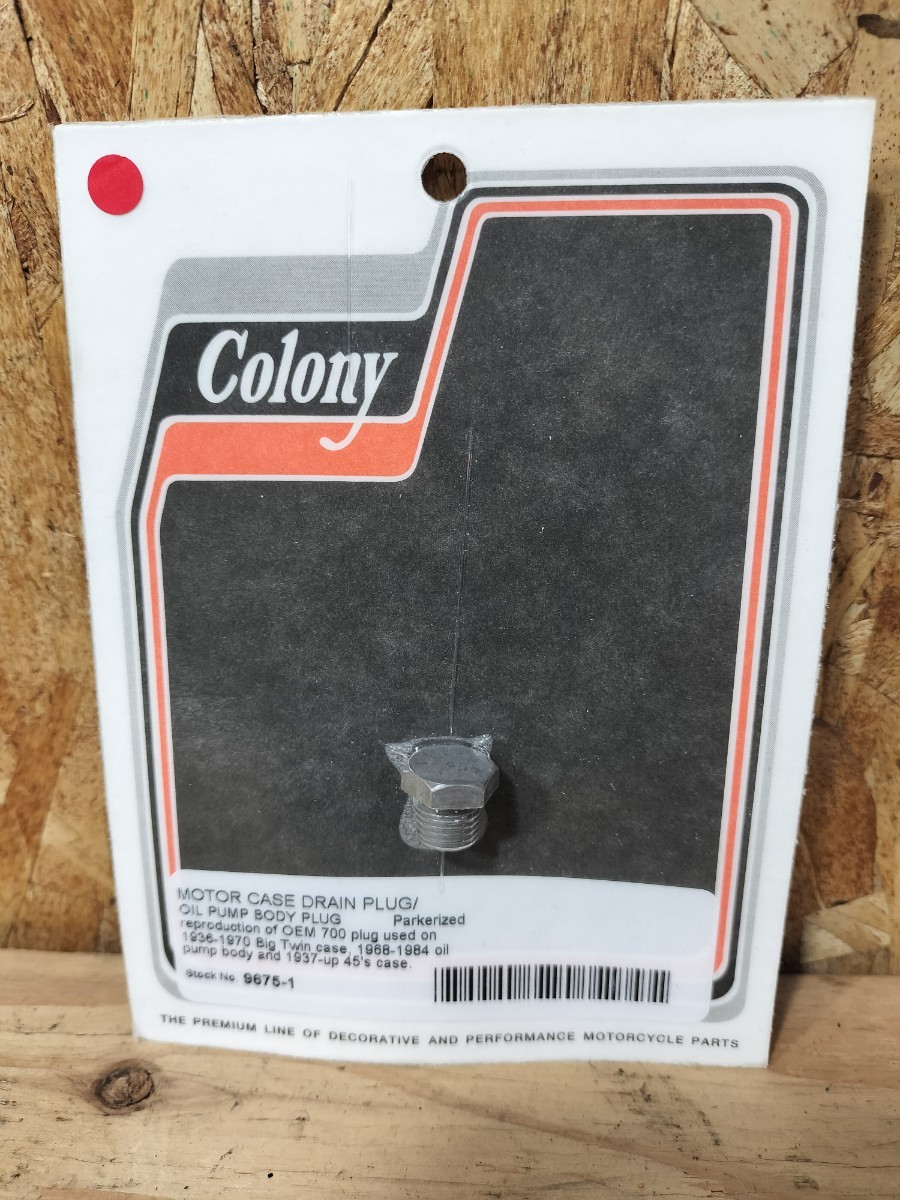 Colony
MOTOR CASE DRAIN PLUG/
OIL PUMP BODY PLUG Parkerized
reproduction of OEM 700 plug used on
1936-1970 Big Twin case, 1968-1984 oil
pump body and 1937-up 45's case.
Stock No. 9675-1
THE PREMIUM LINE OF DECORATIVE AND PERFORMANCE MOTORCYCLE PARTS